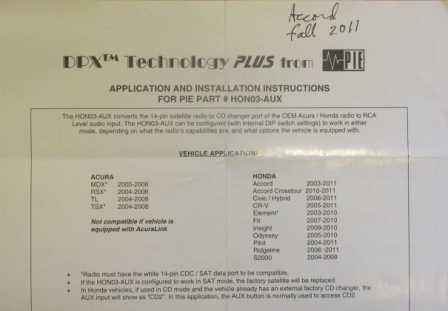 Accord
fall 2011
DPX™ Technology PLUS from PIE
APPLICATION AND INSTALLATION INSTRUCTIONS
FOR PIE PART # HON03-AUX
The HON03-AUX converts the 14-pin satellite radio or CD changer port of the OEM Acura / Honda radio to RCA
Level audio input. The HON03-AUX can be configured (with internal DIP switch settings) to work in either
mode, depending on what the radio's capabilities are, and what options the vehicle is equipped with.
VEHICLE APPLICATIONS
ACURA
MDX* 2005-2006
RSX* 2004-2006
TL 2004-2008
TSX* 2004-2008
Not compatible if vehicle is
equipped with AcuraLink
HONDA
Accord 2003-2011
Accord Crosstour 2010-2011
Civic / Hybrid 2006-2011
CR-V 2005-2011
Element* 2003-2010
Fit 2007-2010
Insight 2009-2010
Odyssey 2005-2010
Pilot 2004-2011
Ridgeline 2006-2011
S2000 2004-2009
• *Radio must have the white 14-pin CDC / SAT data port to be compatible.
• If the HON03-AUX is configured to work in SAT mode, the factory satellite will be replaced.
• In Honda vehicles, if used in CD mode and the vehicle already has an external factory CD changer, the
AUX input will show as "CD2". In this application, the AUX button is normally used to access CD2.